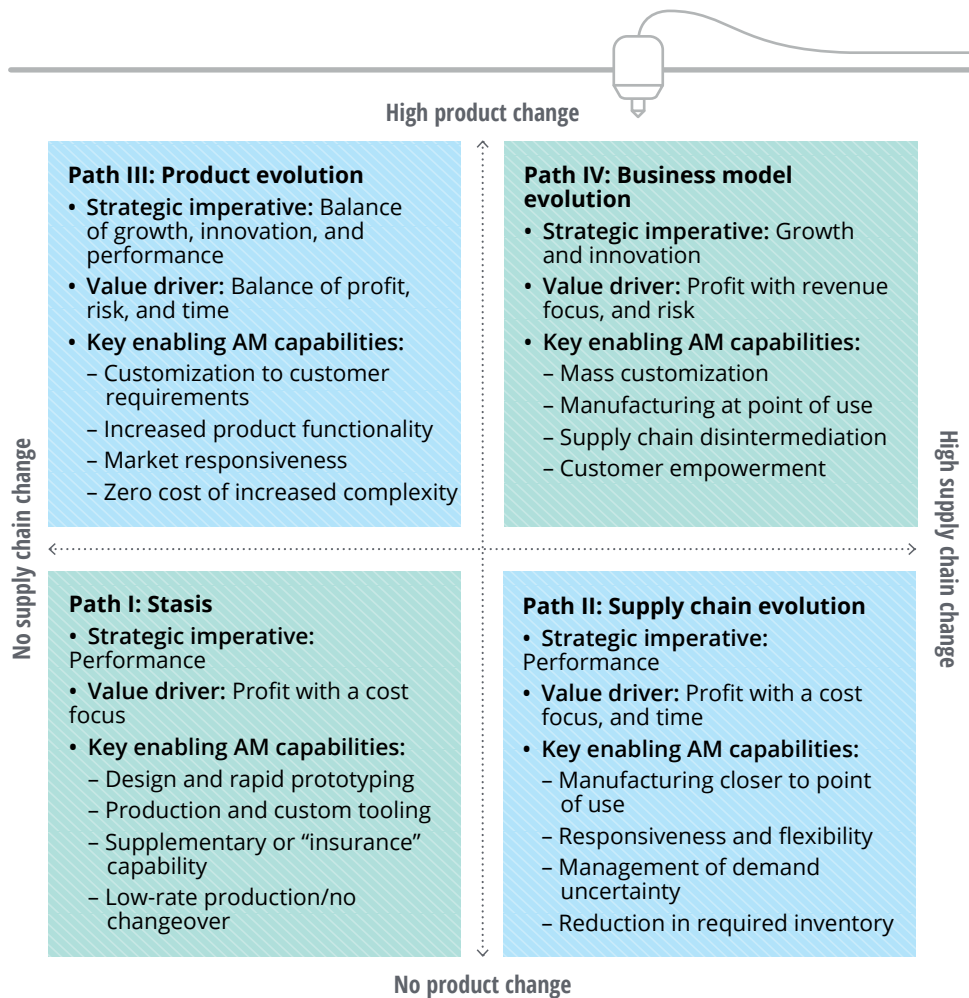 High product change
Path III: Product evolution
• Strategic imperative: Balance
of growth, innovation, and
performance
• Value driver: Balance of profit,
risk, and time
• Key enabling AM capabilities:
– Customization to customer
requirements
– Increased product functionality
– Market responsiveness
– Zero cost of increased complexity
Path IV: Business model
evolution
• Strategic imperative: Growth
and innovation
• Value driver: Profit with revenue
focus, and risk
• Key enabling AM capabilities:
– Mass customization
– Manufacturing at point of use
– Supply chain disintermediation
– Customer empowerment
No supply chain change
High supply chain change
Path I: Stasis
• Strategic imperative:
Performance
• Value driver: Profit with a cost
focus
• Key enabling AM capabilities:
– Design and rapid prototyping
– Production and custom tooling
– Supplementary or “insurance”
capability
– Low-rate production/no
changeover
Path II: Supply chain evolution
• Strategic imperative:
Performance
• Value driver: Profit with a cost
focus, and time
• Key enabling AM capabilities:
– Manufacturing closer to point
of use
– Responsiveness and flexibility
– Management of demand
uncertainty
– Reduction in required inventory
No product change